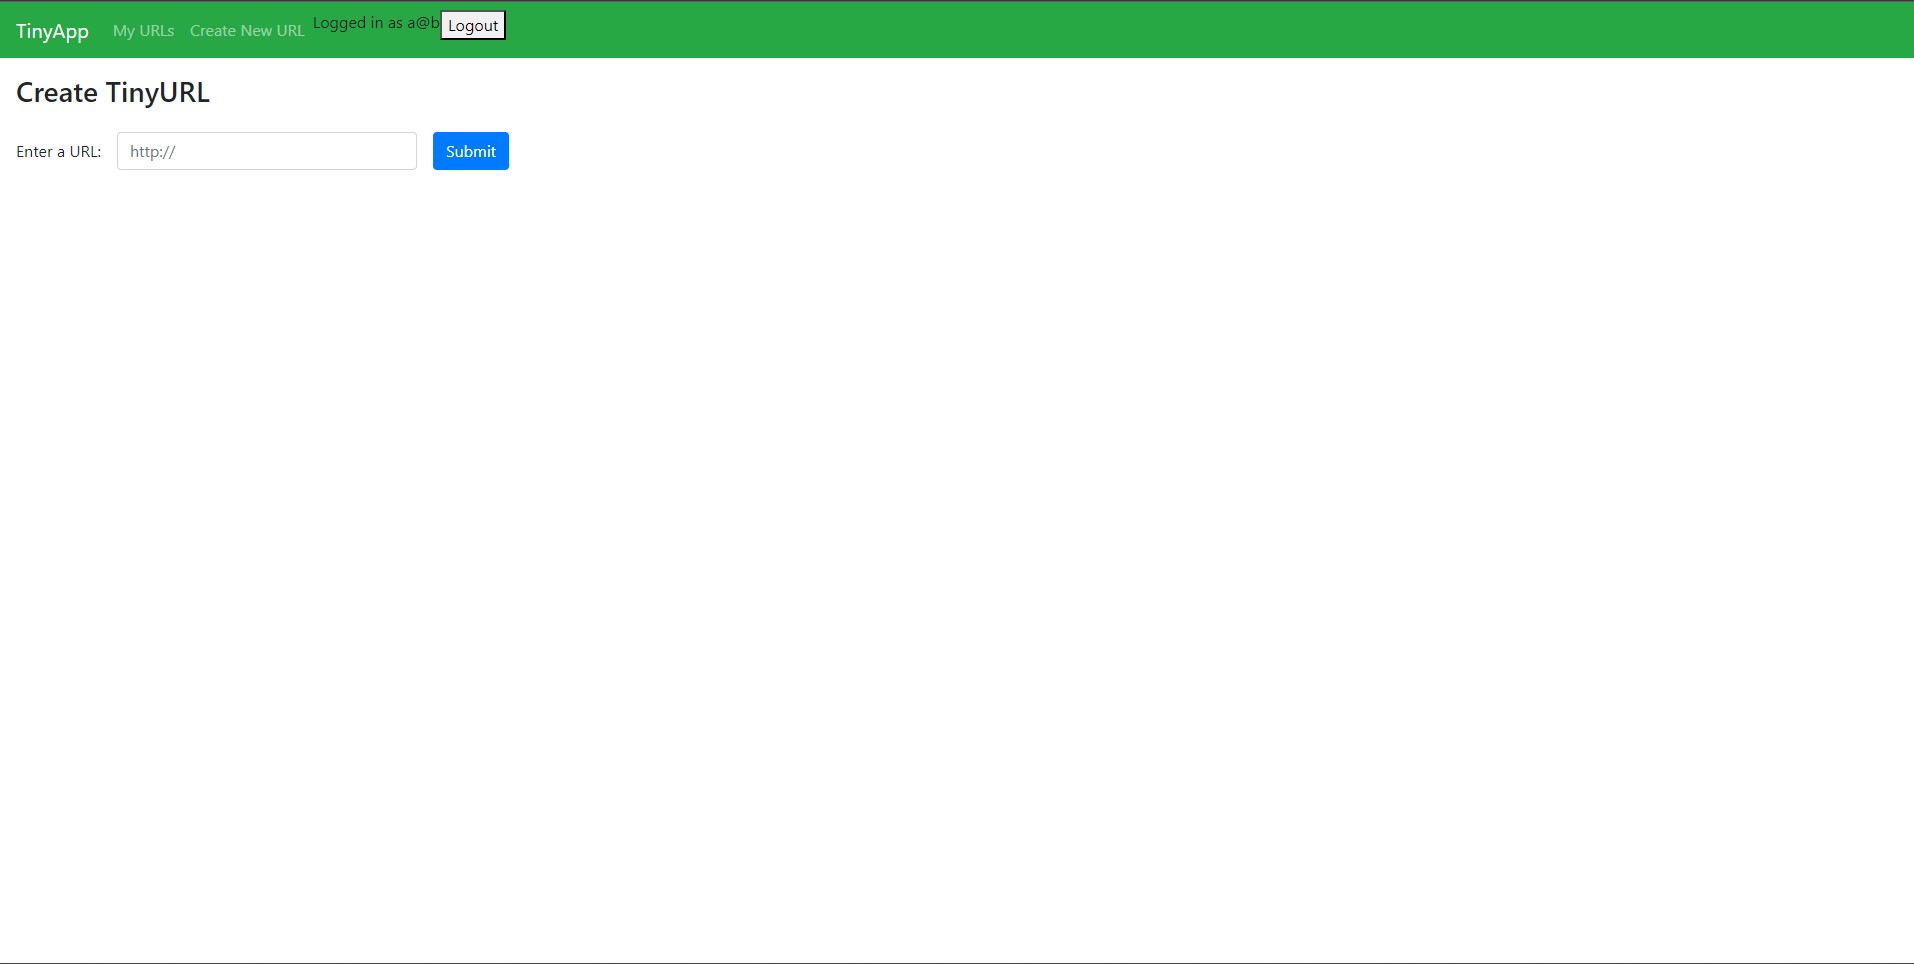 TinyApp My URLs Create New URL Logged in as a@b Logout
Create TinyURL
Enter a URL: http:// Submit